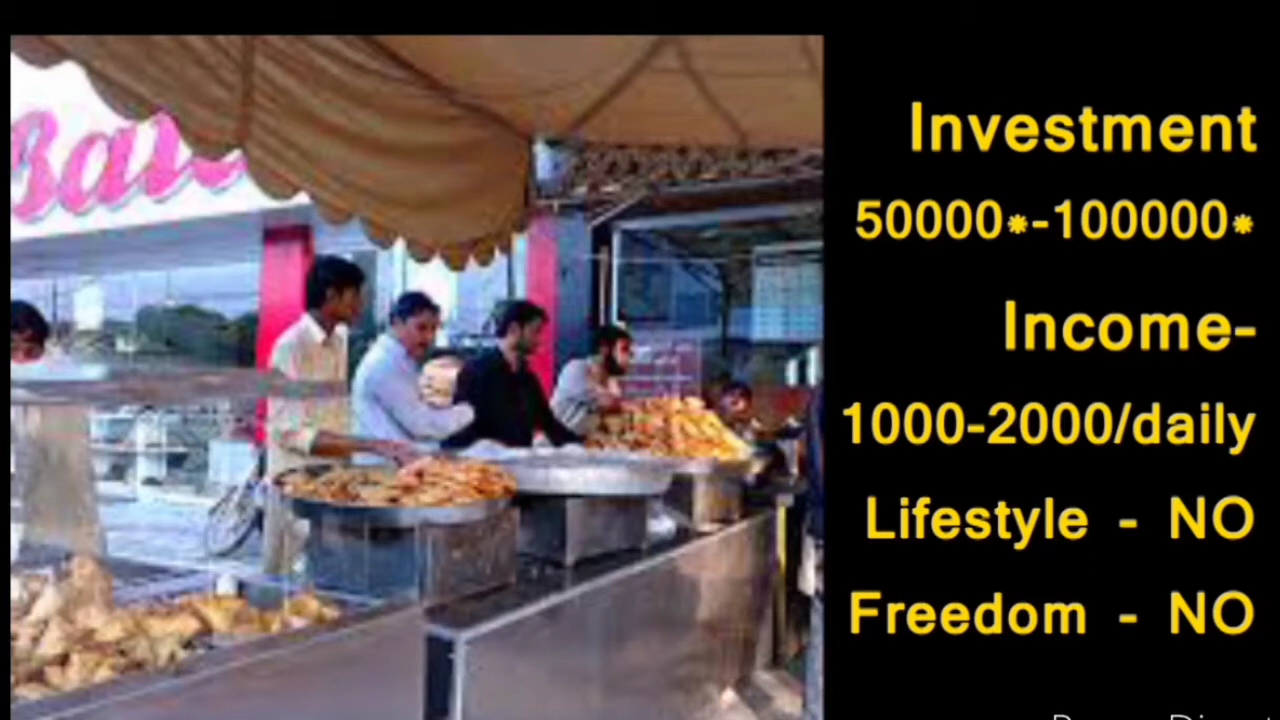 Investment
50000*-100000*
Income-
1000-2000/daily
Lifestyle - NO
Freedom - NO